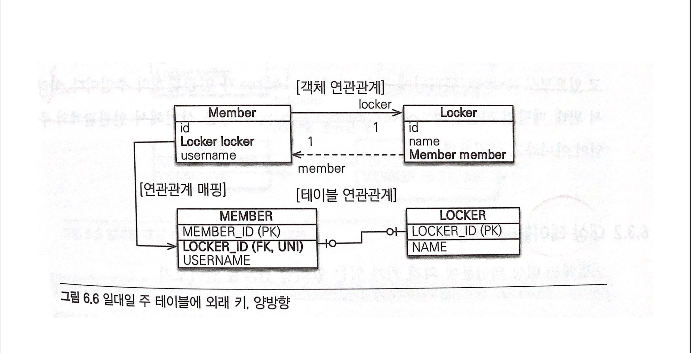 [객체 연관관계]
locker
Member
id
Locker locker
username
1
1
Locker
id
name
Member member
member
[연관관계 매핑]
[테이블 연관관계]
MEMBER
MEMBER_ID (PK)
LOCKER_ID (FK, UNI)
USERNAME
LOCKER
LOCKER_ID (PK)
NAME
그림 6.6 일대일 주 테이블에 외래 키, 양방향